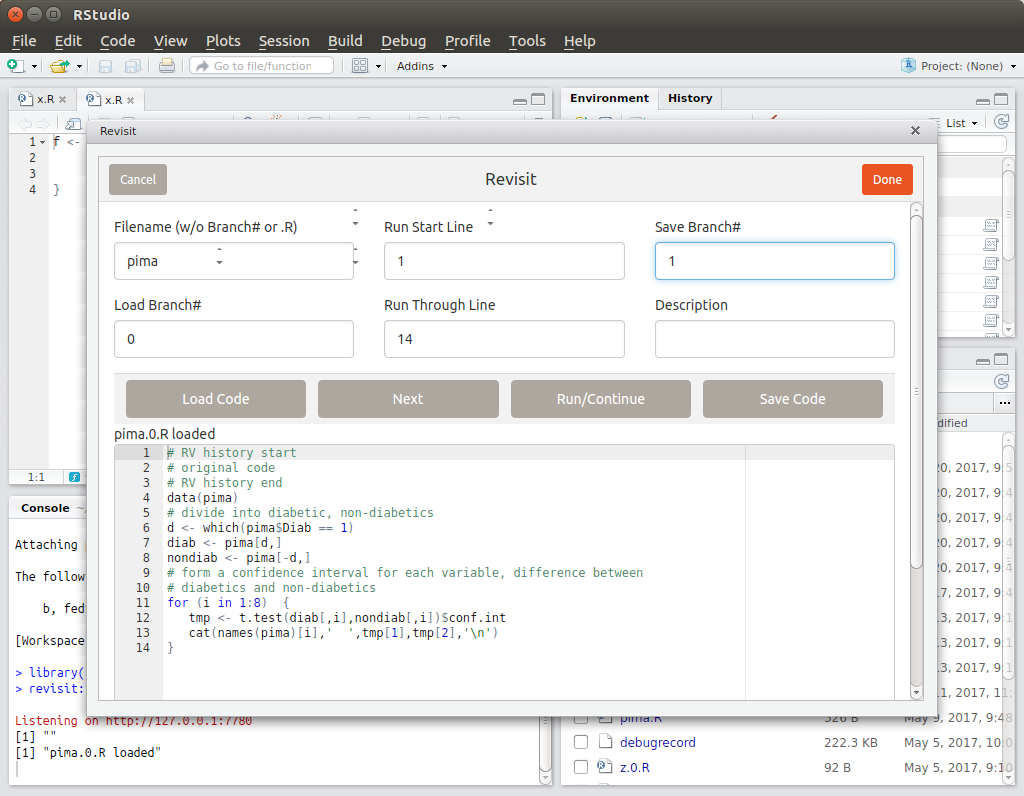 RStudio
File Edit Code View Plots Session Build Debug Profile Tools Help
Go to file/function Addins Project: (None)
x.R x.R
Environment History
List
1 f <-
2
3
4 }
1:1
Revisit
Cancel Revisit Done
Filename (w/o Branch# or .R) Run Start Line Save Branch#
pima 1 1
Load Branch# Run Through Line Description
0 14
Load Code Next Run/Continue Save Code
pima.0.R loaded
1 # RV history start
2 # original code
3 # RV history end
4 data(pima)
5 # divide into diabetic, non-diabetics
6 d <- which(pima$Diab == 1)
7 diab <- pima[d,]
8 nondiab <- pima[-d,]
9 # form a confidence interval for each variable, difference between
10 # diabetics and non-diabetics
11 for (i in 1:8)  {
12    tmp <- t.test(diab[,i],nondiab[,i])$conf.int
13    cat(names(pima)[i],'  ',tmp[1],tmp[2],'\n')
14 }
Console
Attaching
The follow
b, fed
[Workspace
> library(
> revisit:
Listening on http://127.0.0.1:7780
[1] ""
[1] "pima.0.R loaded"
dified
20, 2017, 9:5
20, 2017, 9:4
20, 2017, 9:4
20, 2017, 9:4
20, 2017, 9:4
17, 2017, 9:4
13, 2017, 9:1
13, 2017, 9:1
13, 2017, 9:1
11, 2017, 11:
pima.R 526 B May 9, 2017, 9:48
debugrecord 222.3 KB May 5, 2017, 10:0
z.0.R 92 B May 5, 2017, 9:10